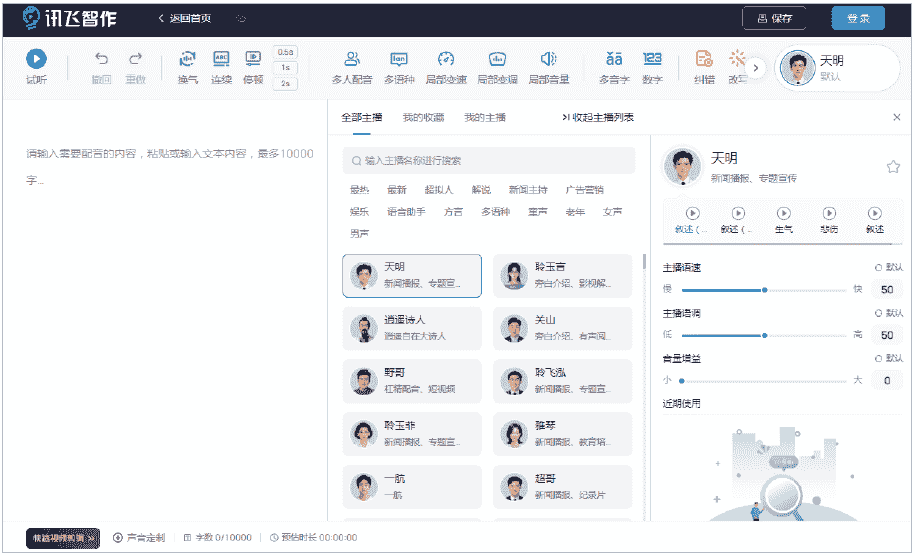 讯飞智作
返回首页
保存
登录
试听
撤回
重做
换气
连续
停顿
0.5s
1s
2s
多人配音
多语种
局部变速
局部变调
局部音量
多音字
数字
纠错
改写
天明
默认
请输入需要配音的内容，粘贴或输入文本内容，最多10000
字...
全部主播
我的收藏
我的主播
收起主播列表
输入主播名称进行搜索
最热 最新 超拟人 解说 新闻主持 广告营销
娱乐 语音助手 方言 多语种 童声 老年 女声
男声
天明
新闻播报、专题宣...
聆玉言
旁白介绍、影视解...
逍遥诗人
逍遥自在大诗人
关山
旁白介绍、有声阅...
野哥
杠精配音、短视频
聆飞泓
新闻播报、专题宣...
聆玉菲
新闻播报、专题宣...
雅琴
新闻播报、教育培...
一航
一航
超哥
新闻播报、纪录片
天明
新闻播报、专题宣传
叙述（...
叙述（...
生气
悲伤
叙述
主播语速
默认
慢
快
50
主播语调
默认
低
高
50
音量增益
默认
小
大
0
近期使用
声音定制
字数 0/10000
预估时长 00:00:00